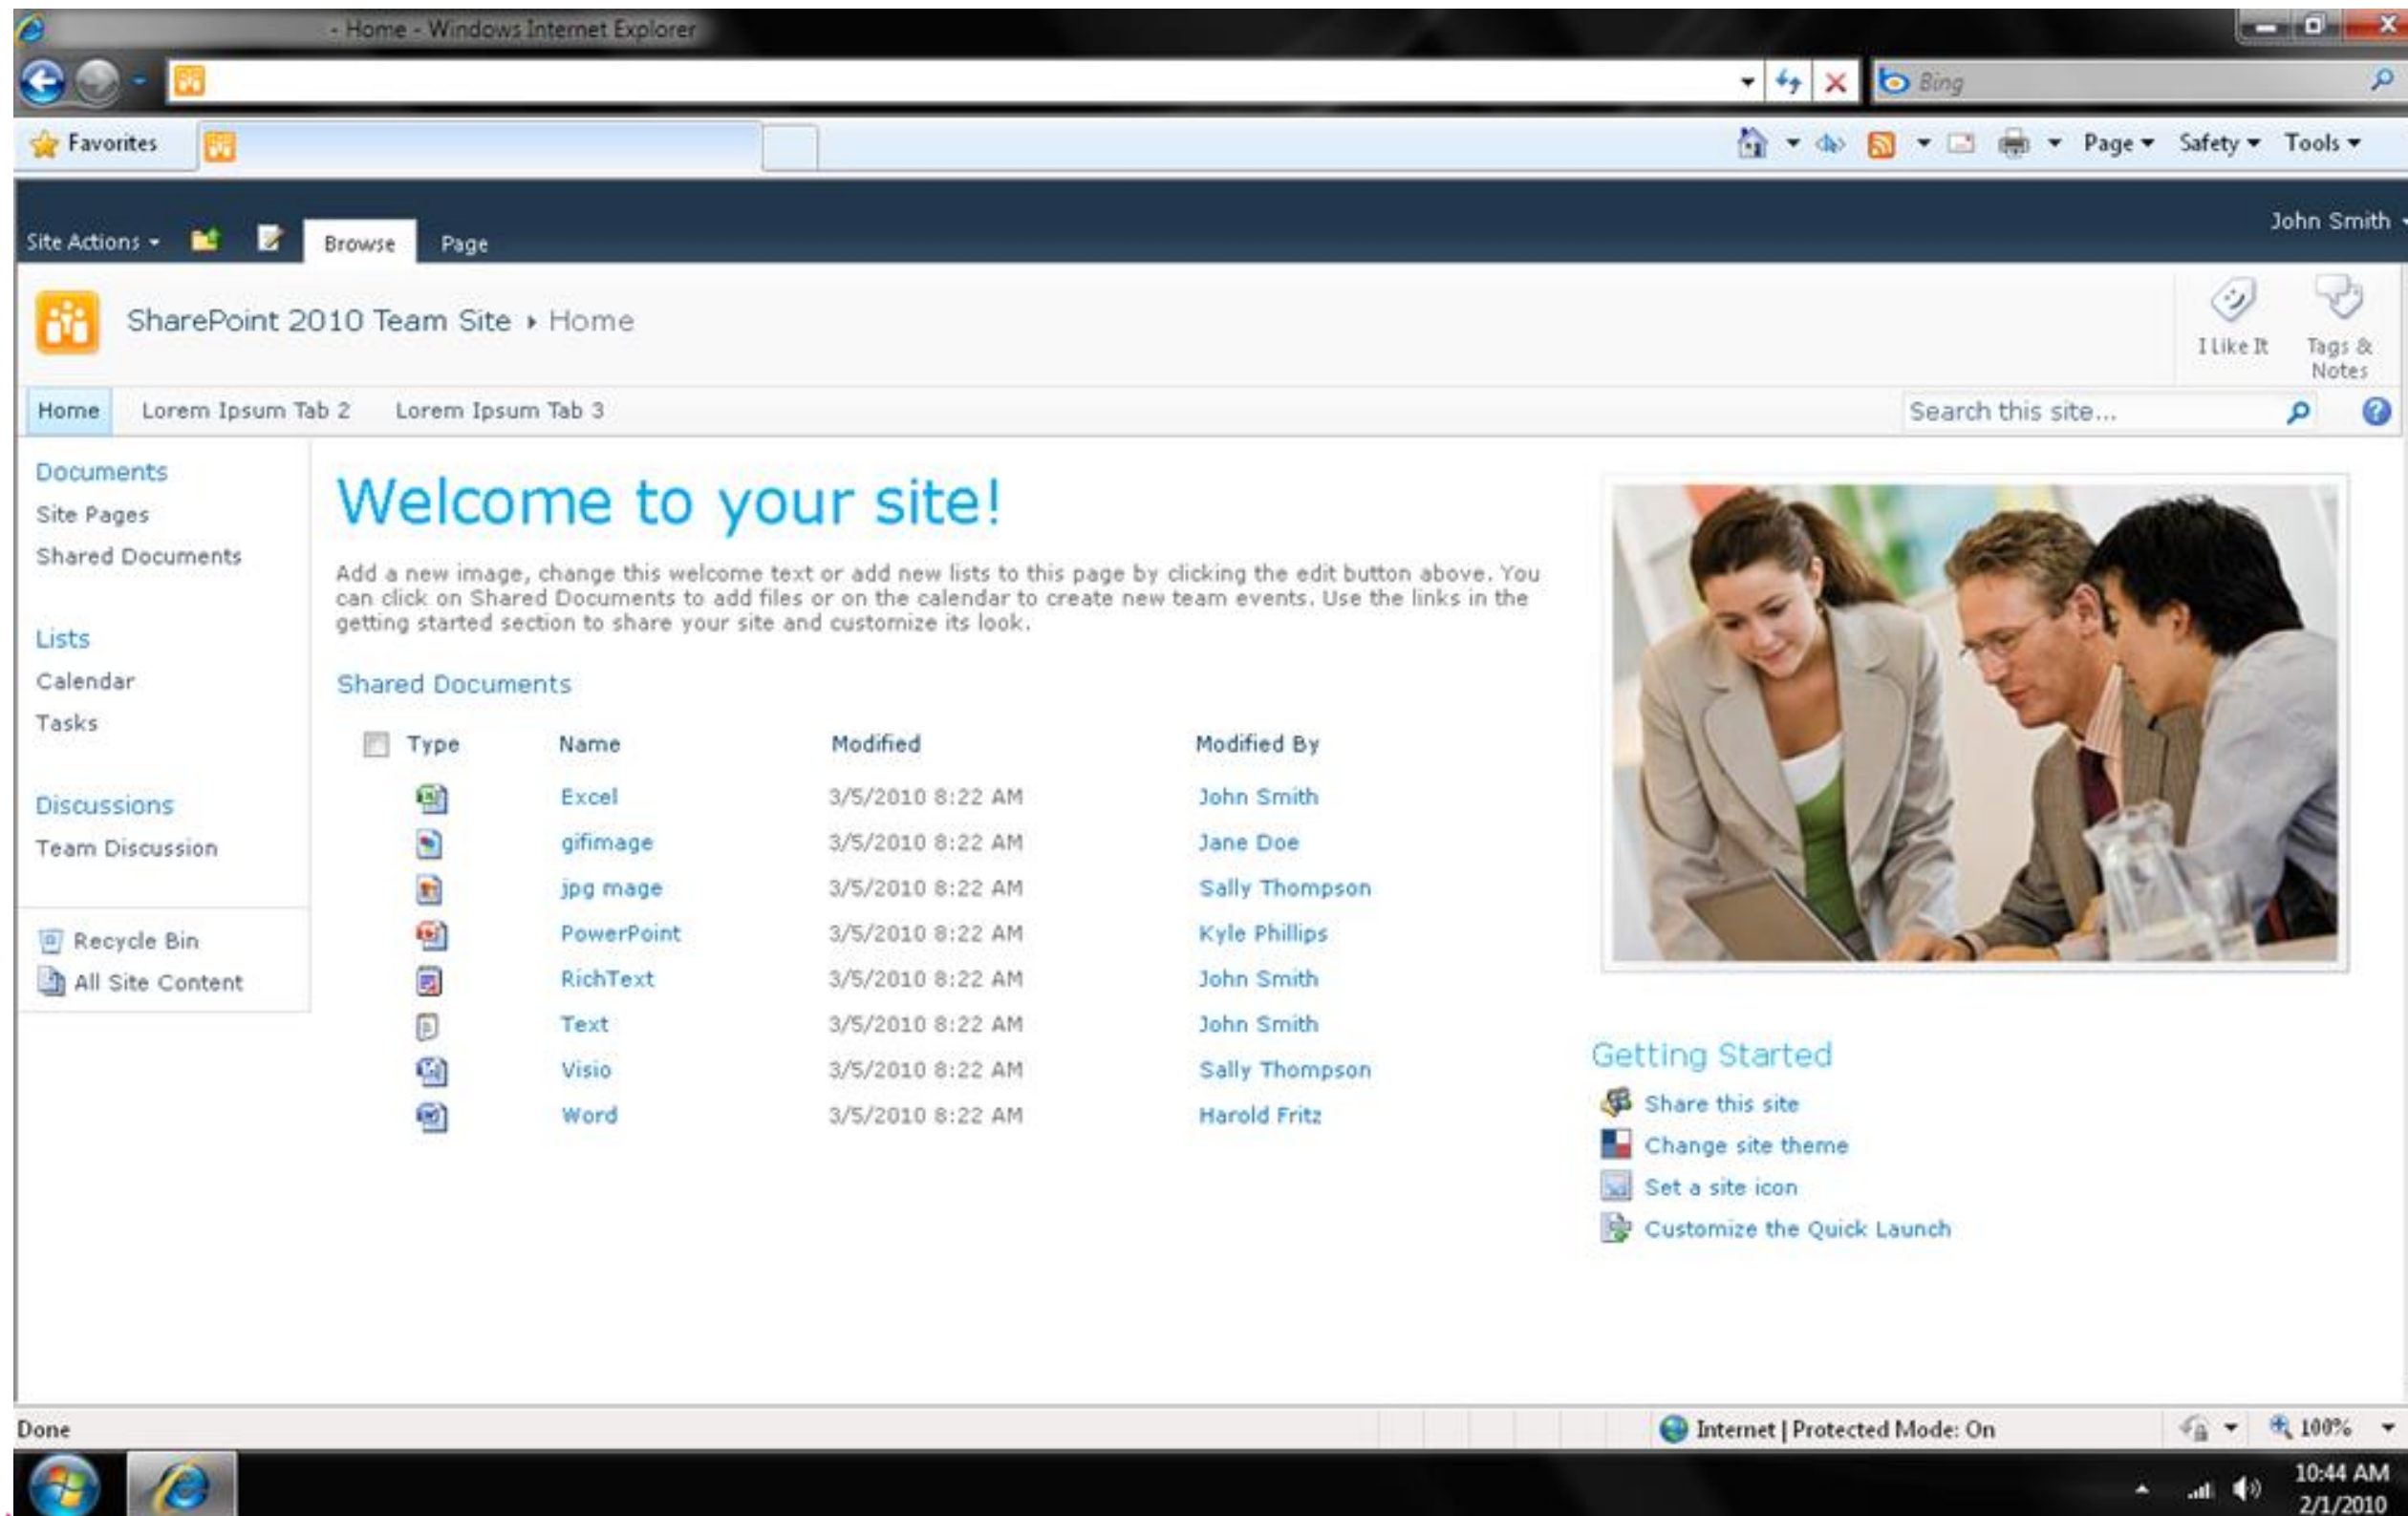 - Home - Windows Internet Explorer
Bing
Favorites
Page Safety Tools
John Smith
Site Actions Browse Page
SharePoint 2010 Team Site Home
I Like It Tags & Notes
Home Lorem Ipsum Tab 2 Lorem Ipsum Tab 3 Search this site...
Documents
Site Pages
Shared Documents
Lists
Calendar
Tasks
Discussions
Team Discussion
Recycle Bin
All Site Content
Welcome to your site!
Add a new image, change this welcome text or add new lists to this page by clicking the edit button above. You
can click on Shared Documents to add files or on the calendar to create new team events. Use the links in the
getting started section to share your site and customize its look.
Shared Documents
Type Name Modified Modified By
Excel 3/5/2010 8:22 AM John Smith
gifimage 3/5/2010 8:22 AM Jane Doe
jpg mage 3/5/2010 8:22 AM Sally Thompson
PowerPoint 3/5/2010 8:22 AM Kyle Phillips
RichText 3/5/2010 8:22 AM John Smith
Text 3/5/2010 8:22 AM John Smith
Visio 3/5/2010 8:22 AM Sally Thompson
Word 3/5/2010 8:22 AM Harold Fritz
Getting Started
Share this site
Change site theme
Set a site icon
Customize the Quick Launch
Done Internet | Protected Mode: On 100%
10:44 AM
2/1/2010